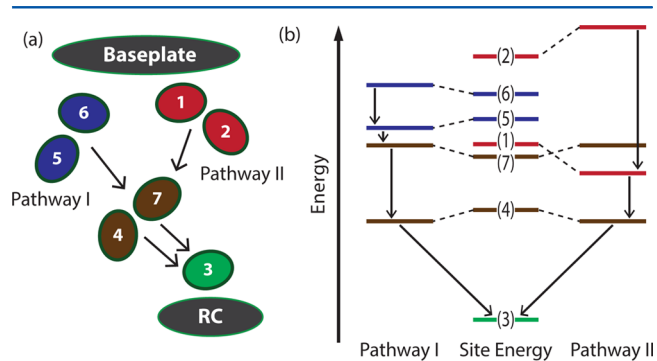 (a)
Baseplate
1
6
2
5
Pathway I
Pathway II
7
4
3
RC
(b)
Energy
(2)
(6)
(5)
(1)
(7)
(4)
(3)
Pathway I Site Energy Pathway II